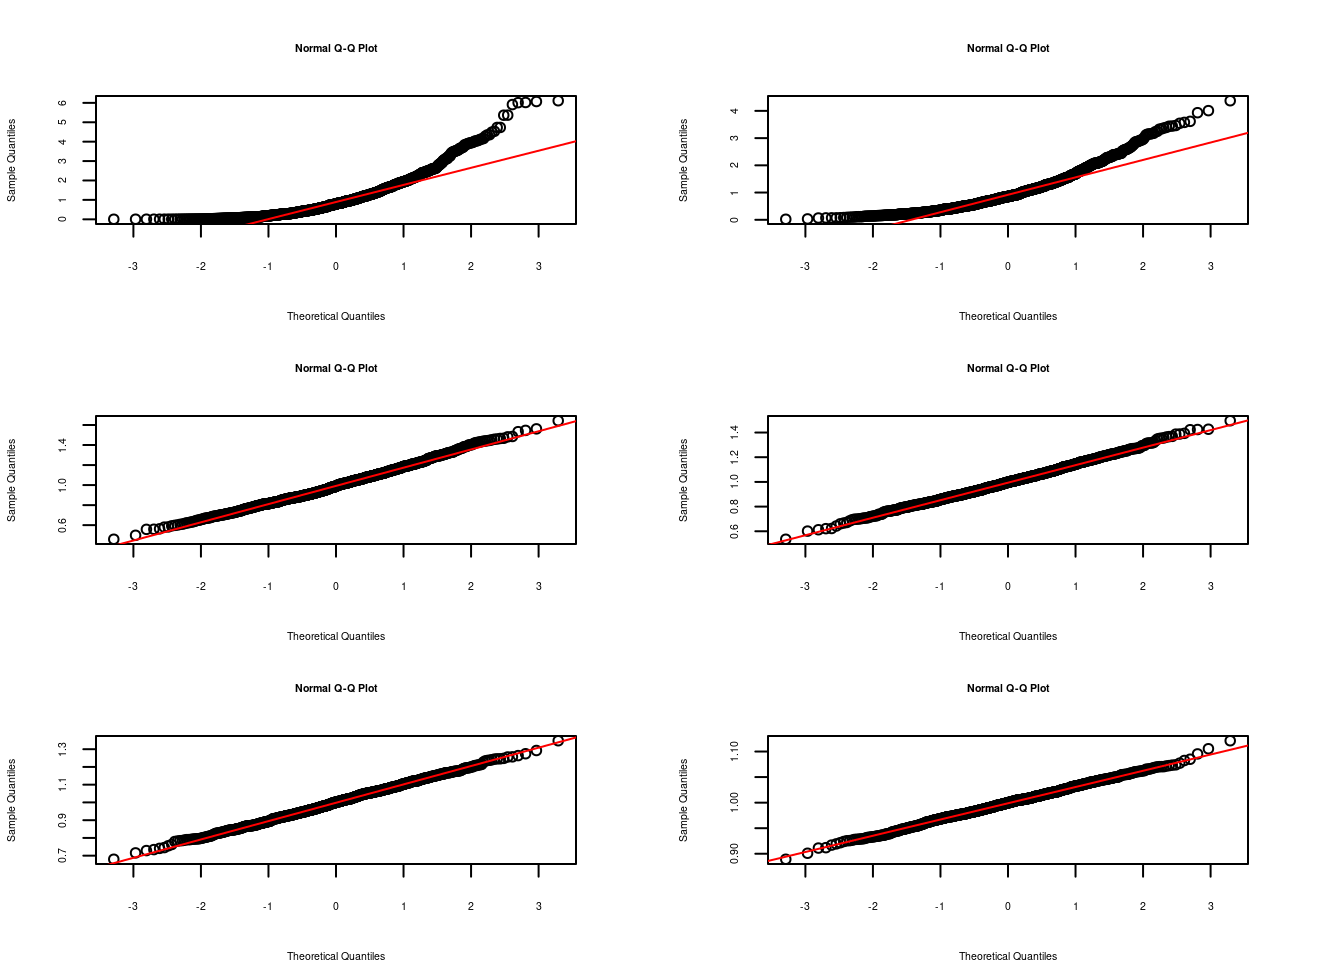 Normal Q-Q Plot
Sample Quantiles
0 1 2 3 4 5 6
-3 -2 -1 0 1 2 3
Theoretical Quantiles
Normal Q-Q Plot
Sample Quantiles
0 1 2 3 4
-3 -2 -1 0 1 2 3
Theoretical Quantiles
Normal Q-Q Plot
Sample Quantiles
0.6 1.0 1.4
-3 -2 -1 0 1 2 3
Theoretical Quantiles
Normal Q-Q Plot
Sample Quantiles
0.6 0.8 1.0 1.2 1.4
-3 -2 -1 0 1 2 3
Theoretical Quantiles
Normal Q-Q Plot
Sample Quantiles
0.7 0.9 1.1 1.3
-3 -2 -1 0 1 2 3
Theoretical Quantiles
Normal Q-Q Plot
Sample Quantiles
0.90 1.00 1.10
-3 -2 -1 0 1 2 3
Theoretical Quantiles